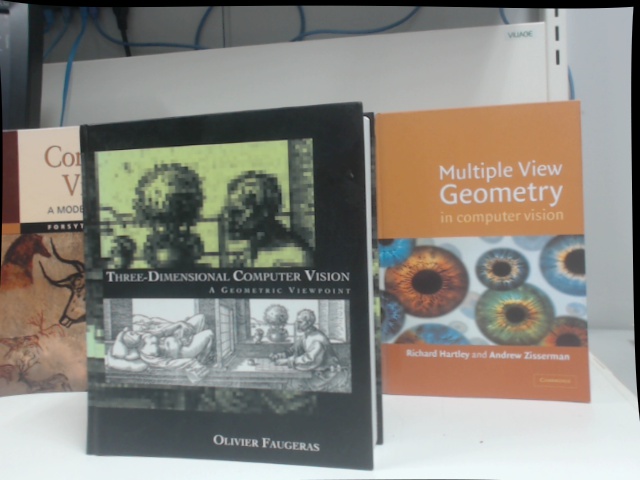 Con
V
A MODE
FORSYT
THREE-DIMENSIONAL COMPUTER VISION
A GEOMETRIC VIEWPOINT
OLIVIER FAUGERAS
Multiple View
Geometry
in computer vision
Richard Hartley and Andrew Zisserman
CAMBRIDGE